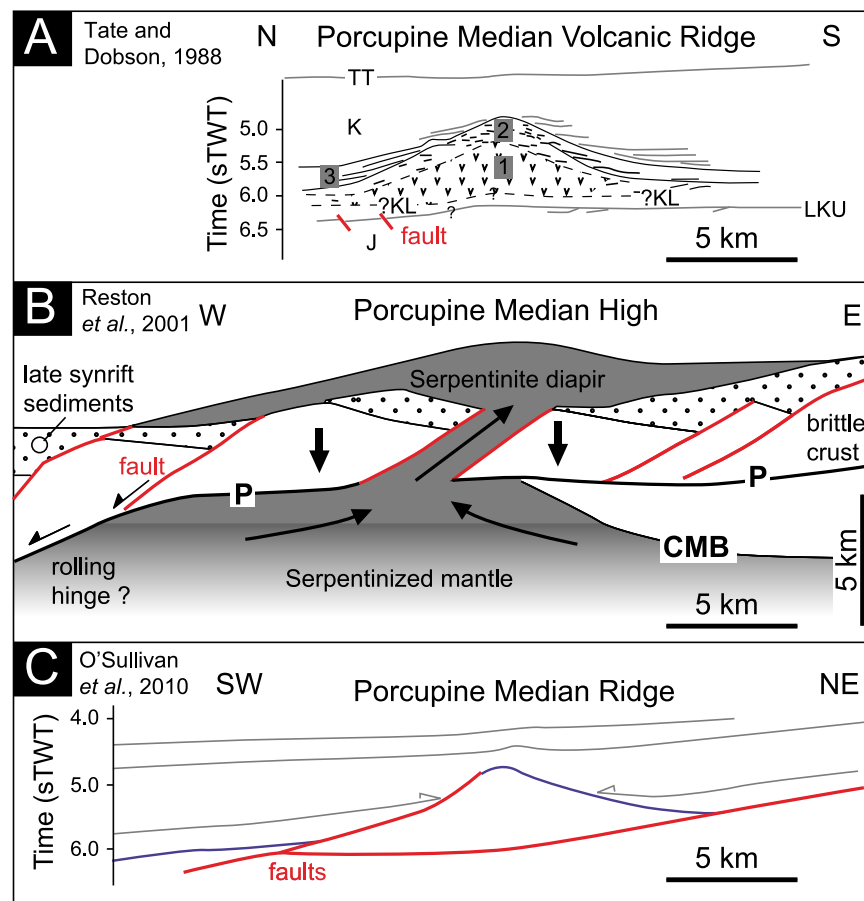 A
Tate and
Dobson, 1988
N
Porcupine Median Volcanic Ridge
S
TT
K
5.0
5.5
6.0
6.5
Time (sTWT)
2
1
3
?KL
?
?
?KL
LKU
J
fault
5 km
B
Reston
et al., 2001
W
Porcupine Median High
E
late synrift
sediments
Serpentinite diapir
brittle
crust
fault
P
P
CMB
rolling
hinge ?
Serpentinized mantle
5 km
5 km
C
O'Sullivan
et al., 2010
SW
Porcupine Median Ridge
NE
4.0
5.0
6.0
Time (sTWT)
faults
5 km